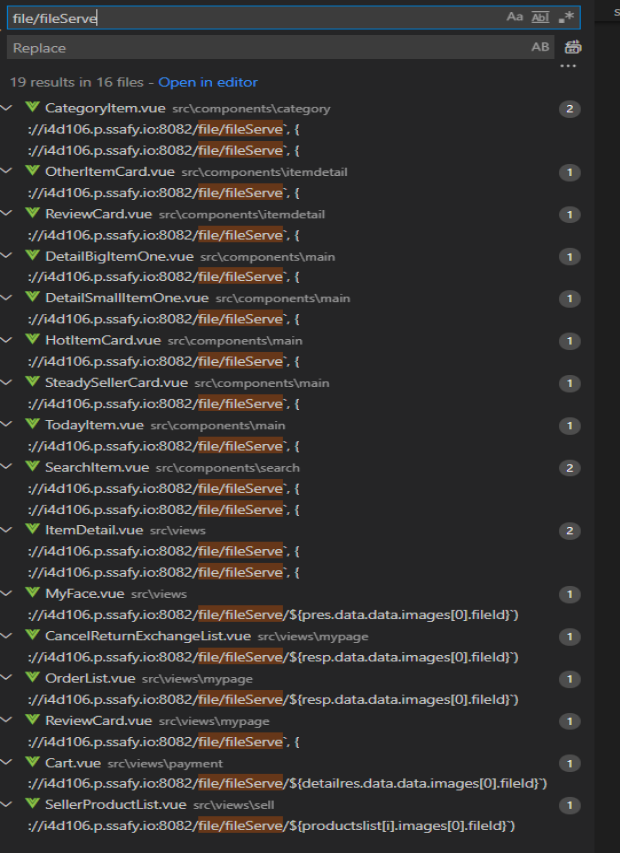 file/fileServe Aa Abl .*
s
Replace AB
...
19 results in 16 files - Open in editor
CategoryItem.vue src\components\category 2
://i4d106.p.ssafy.io:8082/file/fileServe`, {
://i4d106.p.ssafy.io:8082/file/fileServe`, {
OtherItemCard.vue src\components\itemdetail 1
://i4d106.p.ssafy.io:8082/file/fileServe`, {
ReviewCard.vue src\components\itemdetail 1
://i4d106.p.ssafy.io:8082/file/fileServe`, {
DetailBigItemOne.vue src\components\main 1
://i4d106.p.ssafy.io:8082/file/fileServe`, {
DetailSmallItemOne.vue src\components\main 1
://i4d106.p.ssafy.io:8082/file/fileServe`, {
HotItemCard.vue src\components\main 1
://i4d106.p.ssafy.io:8082/file/fileServe`, {
SteadySellerCard.vue src\components\main 1
://i4d106.p.ssafy.io:8082/file/fileServe`, {
TodayItem.vue src\components\main 1
://i4d106.p.ssafy.io:8082/file/fileServe`, {
SearchItem.vue src\components\search 2
://i4d106.p.ssafy.io:8082/file/fileServe`, {
://i4d106.p.ssafy.io:8082/file/fileServe`, {
ItemDetail.vue src\views 2
://i4d106.p.ssafy.io:8082/file/fileServe`, {
://i4d106.p.ssafy.io:8082/file/fileServe`, {
MyFace.vue src\views 1
://i4d106.p.ssafy.io:8082/file/fileServe/${pres.data.data.images[0].fileId}`)
CancelReturnExchangeList.vue src\views\mypage 1
://i4d106.p.ssafy.io:8082/file/fileServe/${resp.data.data.images[0].fileId}`)
OrderList.vue src\views\mypage 1
://i4d106.p.ssafy.io:8082/file/fileServe/${resp.data.data.images[0].fileId}`)
ReviewCard.vue src\views\mypage 1
://i4d106.p.ssafy.io:8082/file/fileServe`, {
Cart.vue src\views\payment 1
://i4d106.p.ssafy.io:8082/file/fileServe/${detailres.data.data.images[0].fileId}`)
SellerProductList.vue src\views\sell 1
://i4d106.p.ssafy.io:8082/file/fileServe/${productslist[i].images[0].fileId}`)